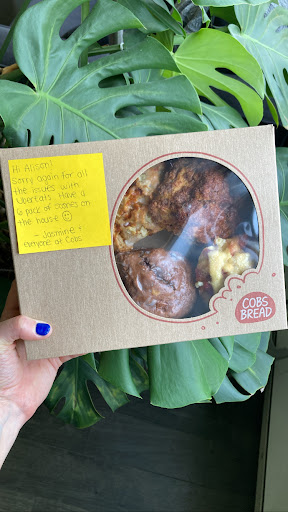 Hi Alison!
Sorry again for all
the issues with
UberEats. Have a
6 pack of scones on
the house ☺
- Jasmine +
everyone at Cobs
COBS
BREAD